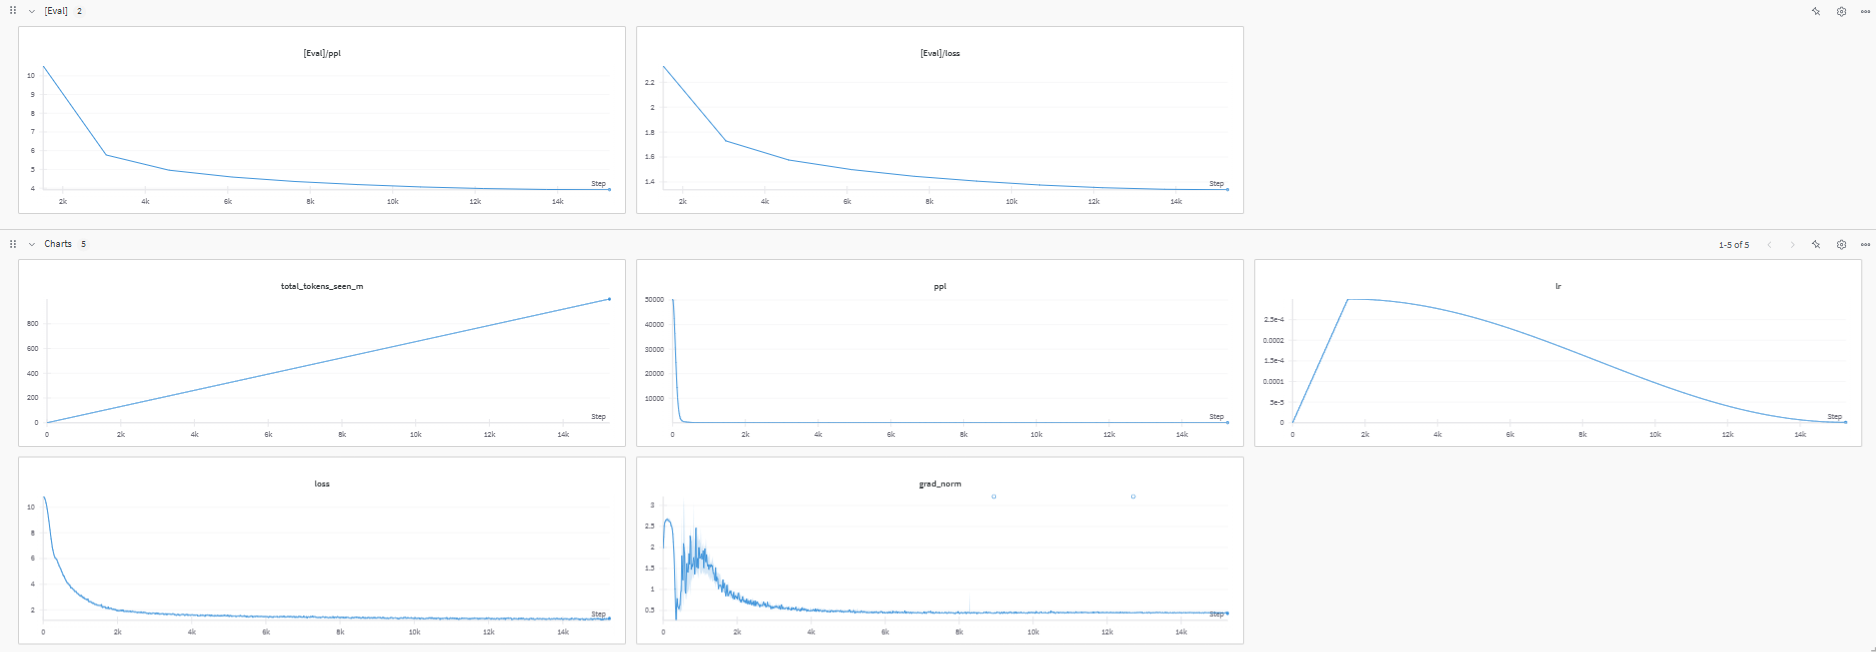 [Eval] 2
[Eval]/ppl
10
9
8
7
6
5
4
Step
2k 4k 6k 8k 10k 12k 14k
[Eval]/loss
2.2
2
1.8
1.6
1.4
Step
2k 4k 6k 8k 10k 12k 14k
Charts 5
1-5 of 5
total_tokens_seen_m
800
600
400
200
0
Step
0 2k 4k 6k 8k 10k 12k 14k
ppl
50000
40000
30000
20000
10000
0
Step
0 2k 4k 6k 8k 10k 12k 14k
lr
2.5e-4
0.0002
1.5e-4
0.0001
5e-5
0
Step
0 2k 4k 6k 8k 10k 12k 14k
loss
10
8
6
4
2
Step
0 2k 4k 6k 8k 10k 12k 14k
grad_norm
3
2.5
2
1.5
1
0.5
Step
0 2k 4k 6k 8k 10k 12k 14k